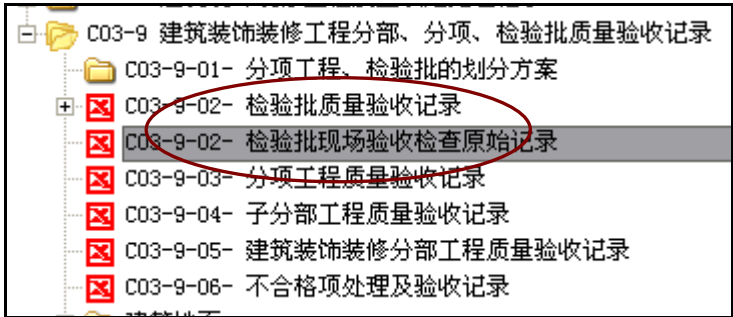 C03-9 建筑装饰装修工程分部、分项、检验批质量验收记录
C03-9-01- 分项工程、检验批的划分方案
C03-9-02- 检验批质量验收记录
C03-9-02- 检验批现场验收检查原始记录
C03-9-03- 分项工程质量验收记录
C03-9-04- 子分部工程质量验收记录
C03-9-05- 建筑装饰装修分部工程质量验收记录
C03-9-06- 不合格项处理及验收记录